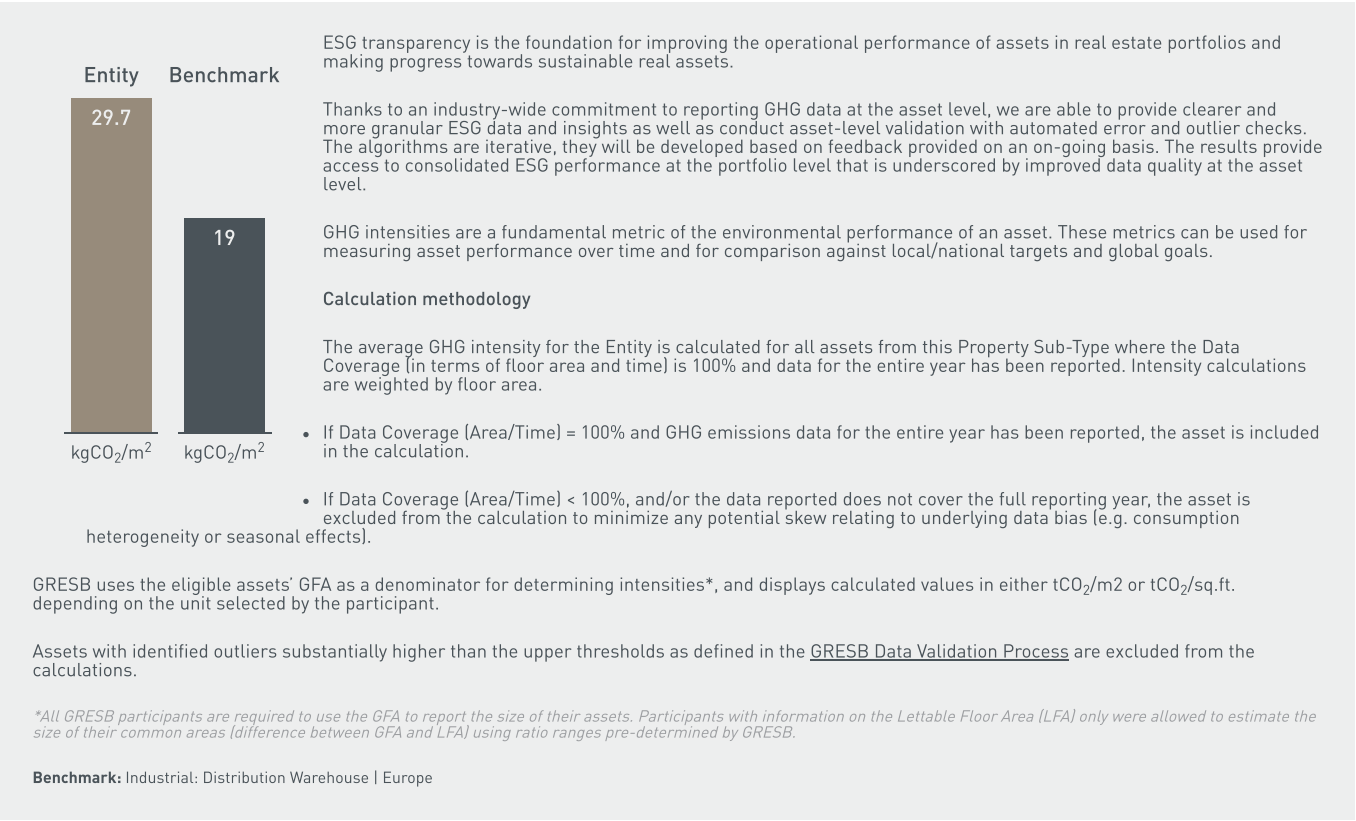 Entity
Benchmark
29.7
19
kgCO₂/m²
kgCO₂/m²
ESG transparency is the foundation for improving the operational performance of assets in real estate portfolios and
making progress towards sustainable real assets.
Thanks to an industry-wide commitment to reporting GHG data at the asset level, we are able to provide clearer and
more granular ESG data and insights as well as conduct asset-level validation with automated error and outlier checks.
The algorithms are iterative, they will be developed based on feedback provided on an on-going basis. The results provide
access to consolidated ESG performance at the portfolio level that is underscored by improved data quality at the asset
level.
GHG intensities are a fundamental metric of the environmental performance of an asset. These metrics can be used for
measuring asset performance over time and for comparison against local/national targets and global goals.
Calculation methodology
The average GHG intensity for the Entity is calculated for all assets from this Property Sub-Type where the Data
Coverage (in terms of floor area and time) is 100% and data for the entire year has been reported. Intensity calculations
are weighted by floor area.
• If Data Coverage (Area/Time) = 100% and GHG emissions data for the entire year has been reported, the asset is included
in the calculation.
• If Data Coverage (Area/Time) < 100%, and/or the data reported does not cover the full reporting year, the asset is
excluded from the calculation to minimize any potential skew relating to underlying data bias (e.g. consumption
heterogeneity or seasonal effects).
GRESB uses the eligible assets’ GFA as a denominator for determining intensities*, and displays calculated values in either tCO₂/m2 or tCO₂/sq.ft.
depending on the unit selected by the participant.
Assets with identified outliers substantially higher than the upper thresholds as defined in the GRESB Data Validation Process are excluded from the
calculations.
*All GRESB participants are required to use the GFA to report the size of their assets. Participants with information on the Lettable Floor Area (LFA) only were allowed to estimate the
size of their common areas (difference between GFA and LFA) using ratio ranges pre-determined by GRESB.
Benchmark: Industrial: Distribution Warehouse | Europe